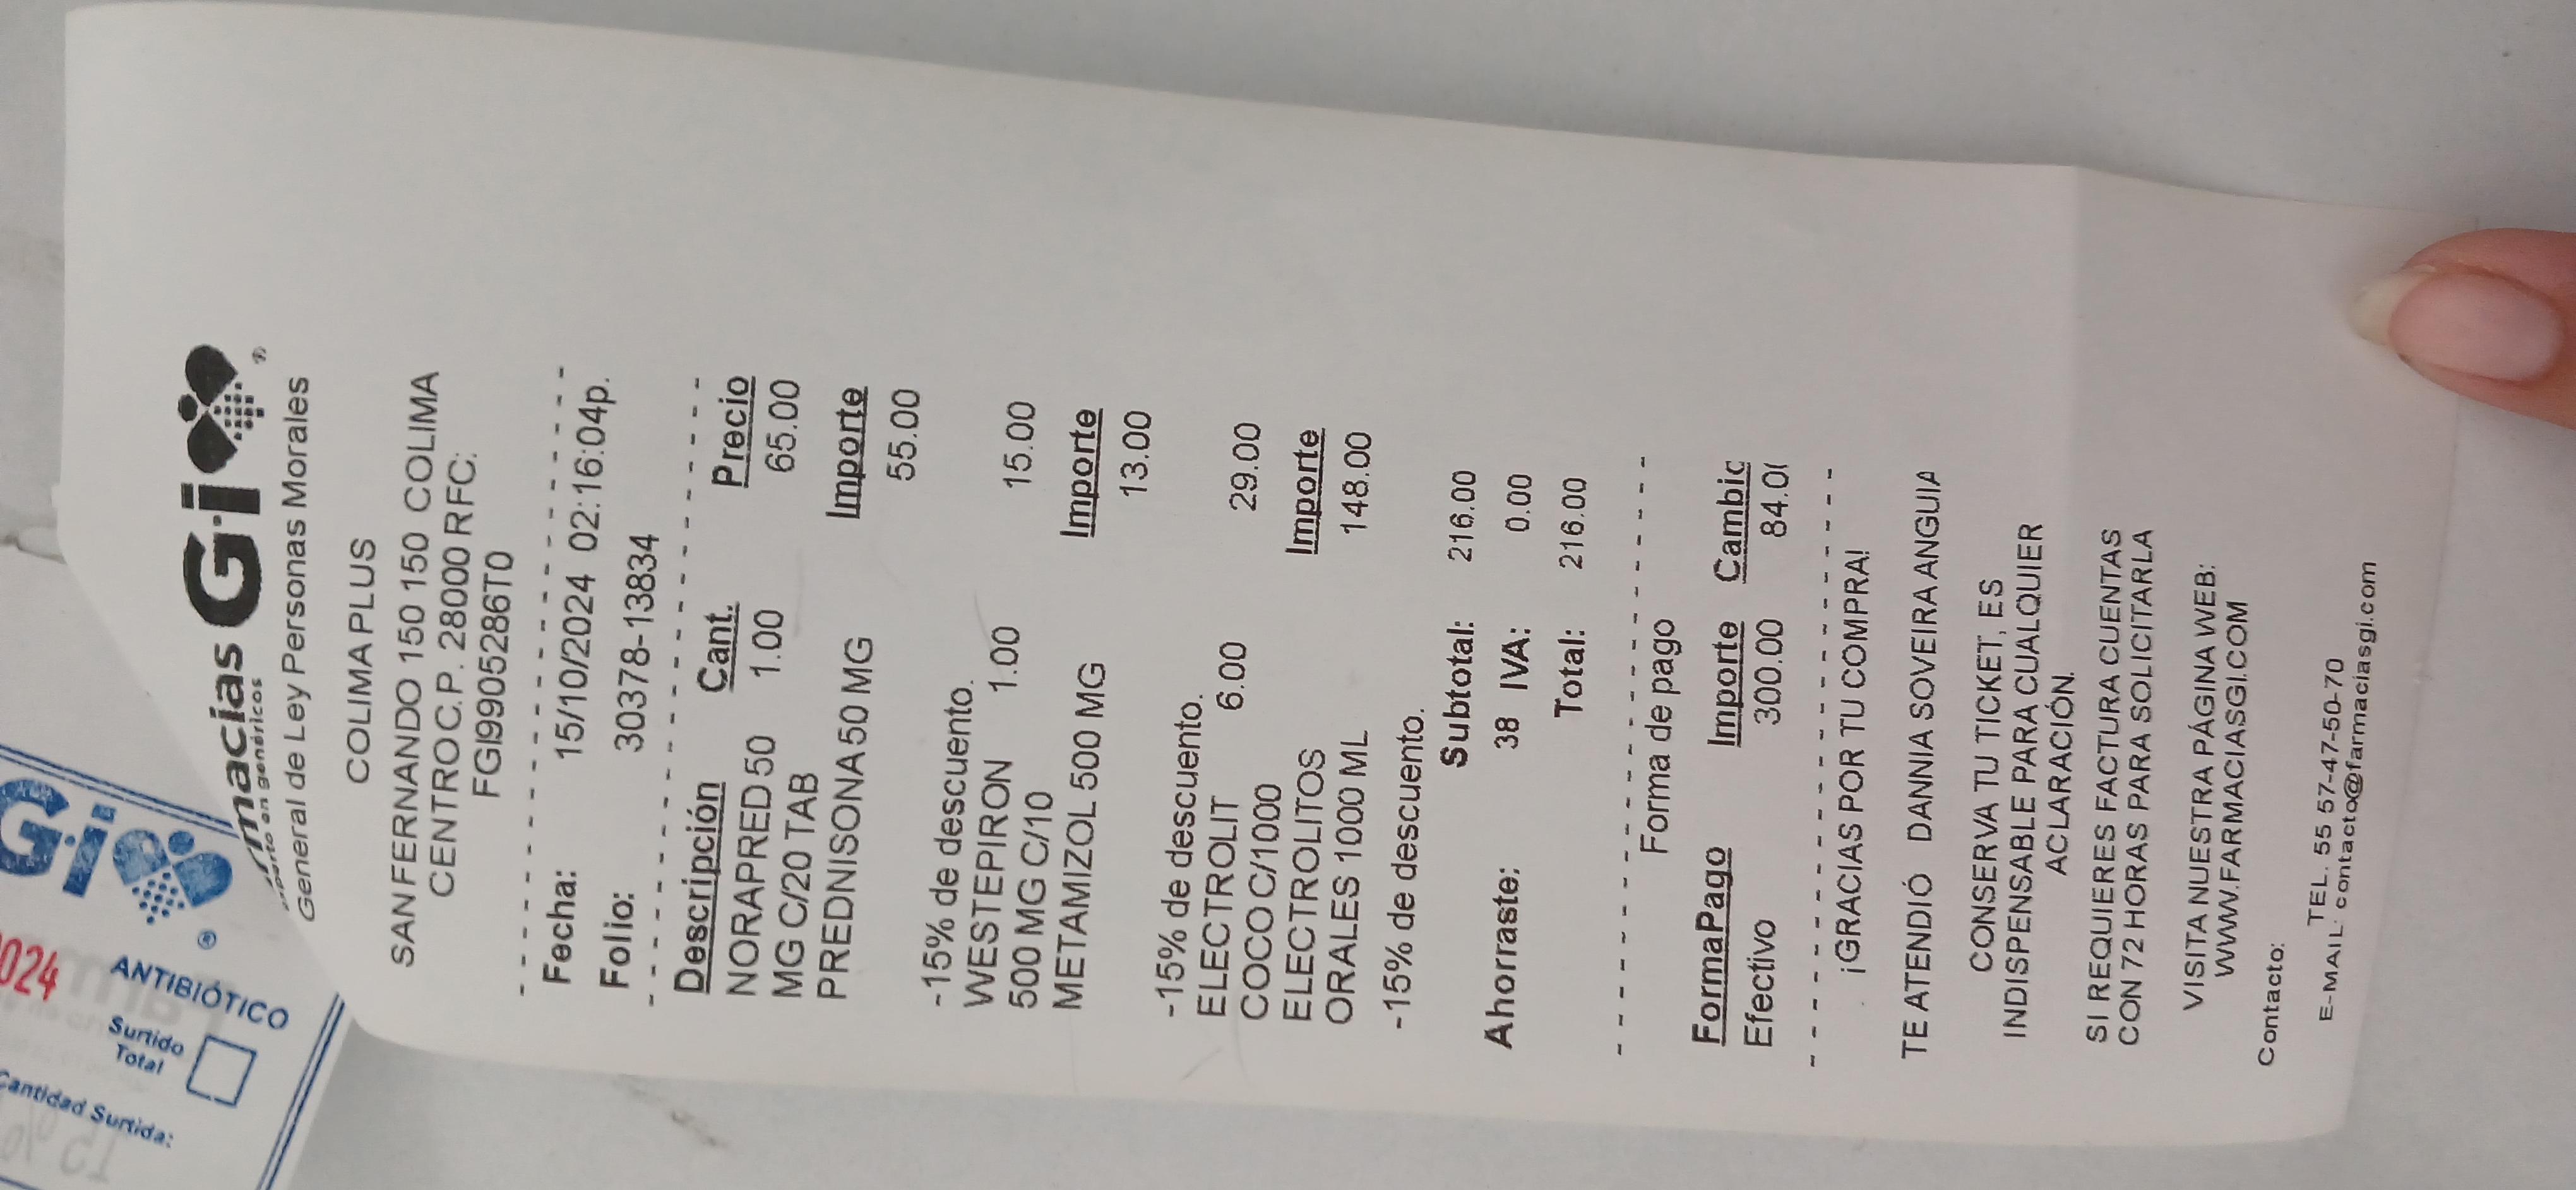 macías Gi
experto en genéricos
®
General de Ley Personas Morales
COLIMA PLUS
SAN FERNANDO 150 150 150 COLIMA
CENTRO C.P. 28000 RFC:
FGI9905286T0
Fecha: 15/10/2024 02:16:04p.
Folio: 30378-13834
Descripción Cant. Precio
NORAPRED 50 1.00 65.00
MG C/20 TAB
PREDNISONA 50 MG Importe
55.00
-15% de descuento.
WESTEPIRON 1.00 15.00
500 MG C/10
METAMIZOL 500 MG Importe
13.00
-15% de descuento.
ELECTROLIT 6.00 29.00
COCO C/1000
ELECTROLITOS Importe
ORALES 1000 ML 148.00
-15% de descuento.
Subtotal: 216.00
Ahorraste: 38 IVA: 0.00
Total: 216.00
Forma de pago
FormaPago Importe Cambic
Efectivo 300.00 84.0(
¡GRACIAS POR TU COMPRA!
TE ATENDIÓ DANNIA SOVEIRA ANGUIA
CONSERVA TU TICKET, ES
INDISPENSABLE PARA CUALQUIER
ACLARACIÓN.
SI REQUIERES FACTURA CUENTAS
CON 72 HORAS PARA SOLICITARLA
VISITA NUESTRA PÁGINA WEB:
WWW.FARMACIASGI.COM
Contacto:
TEL. 55 57-47-50-70
E-MAIL: contacto@farmaciasgi.com
Gi
®
024
ANTIBIÓTICO
Surtido
Total
Cantidad Surtida: